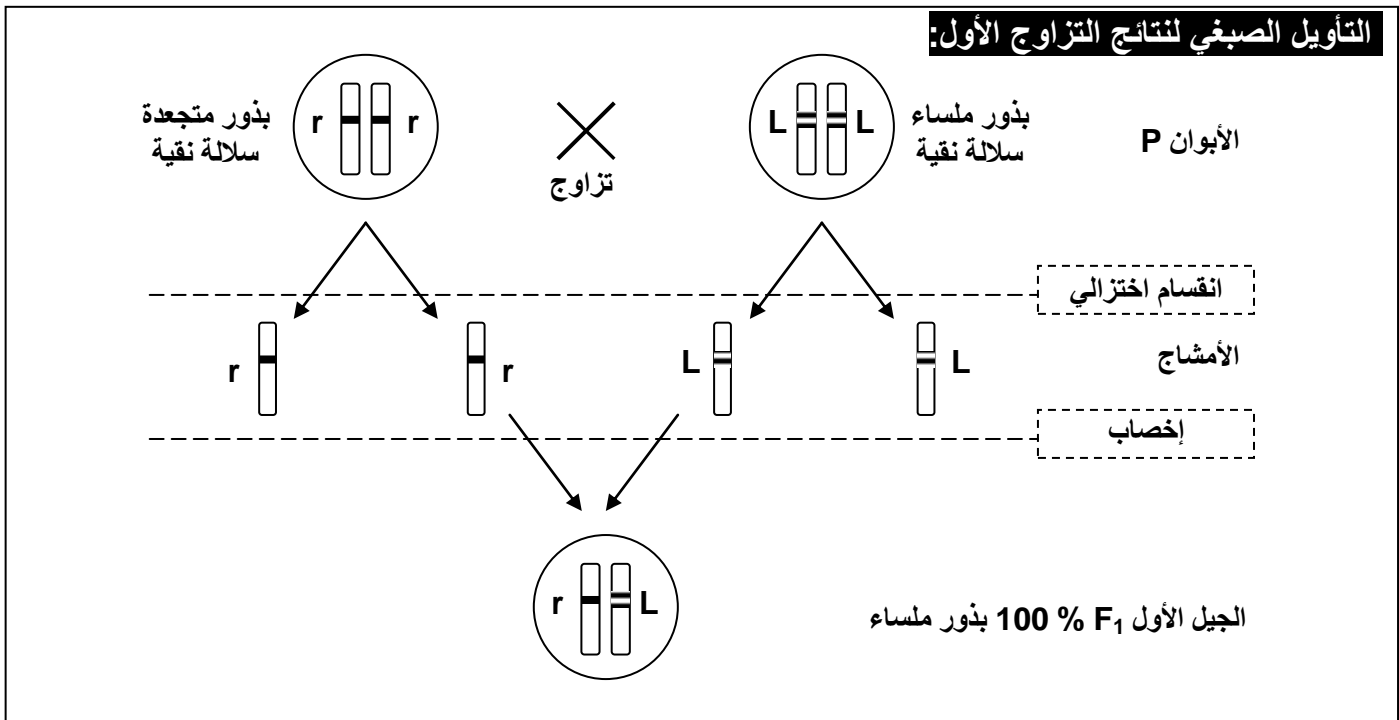 التأويل الصبغي لنتائج التزاوج الأول:
الأبوان P
بذور ملساء
سلالة نقية
L L
تزاوج
r r
بذور متجعدة
سلالة نقية
انقسام اختزالي
الأمشاج
L L r r
إخصاب
الجيل الأول F₁ % 100 بذور ملساء
r L